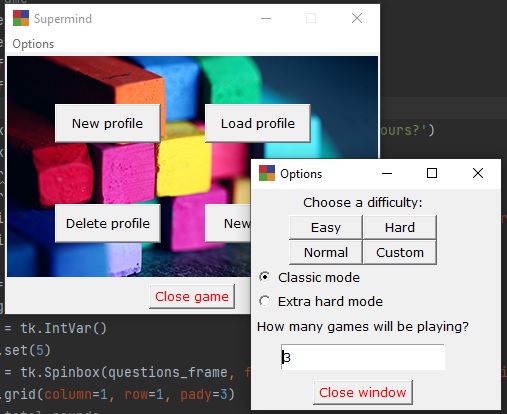 Supermind
Options
New profile
Load profile
Delete profile
New
Close game
ours?')
Options
Choose a difficulty:
Easy
Hard
Normal
Custom
Classic mode
Extra hard mode
How many games will be playing?
3
Close window
= tk.IntVar()
.set(5)
= tk.Spinbox(questions_frame, f
.grid(column=1, row=1, pady=3)